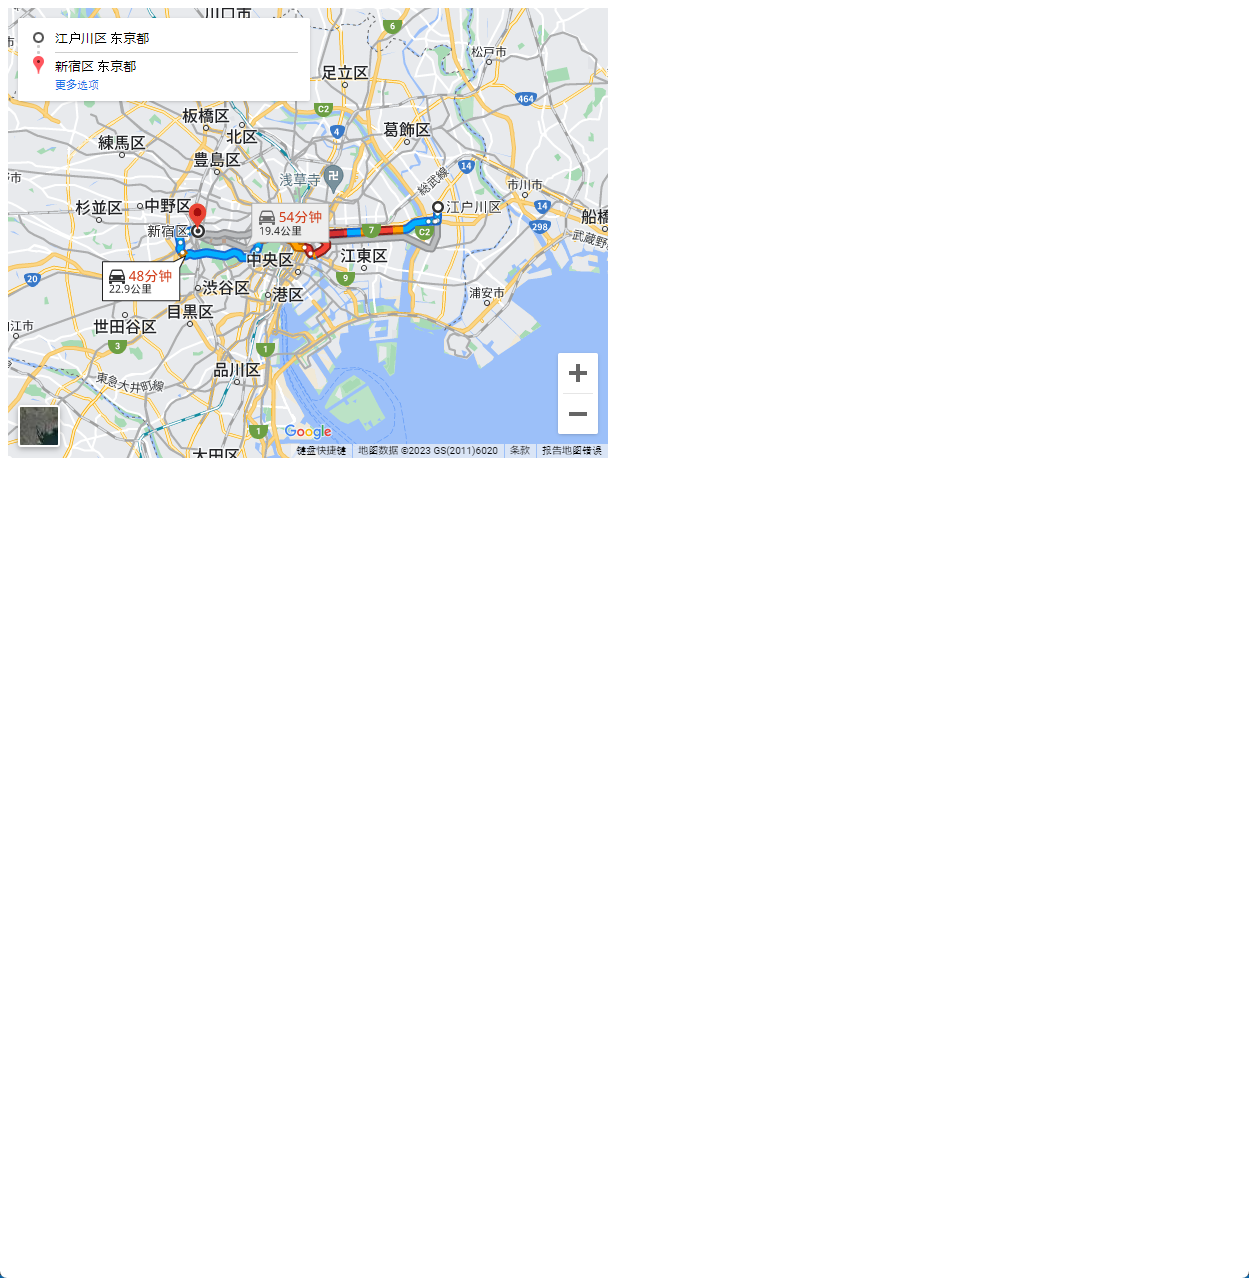 江户川区 东京都
新宿区 东京都
更多选项
川口市
6
松戸市
足立区
464
C2
板橋区
4
葛飾区
北区
練馬区
豊島区
14
総武線
浅草寺
市川市
杉並区
中野区
江户川区
14
船橋
54分钟
19.4公里
新宿区
7
C2
298
武蔵野
中央区
江東区
48分钟
22.9公里
20
9
渋谷区
港区
浦安市
目黒区
世田谷区
3
1
品川区
東急大井町線
1
Google
大田区
键盘快捷键
地图数据 ©2023 GS(2011)6020
条款
报告地图错误